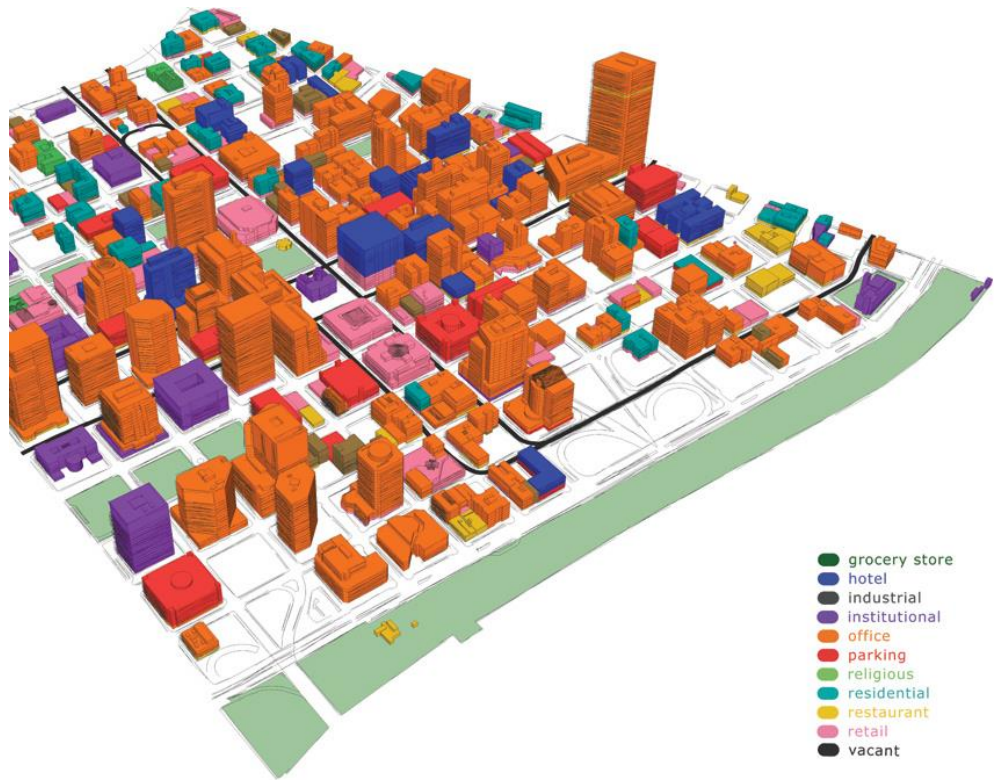 grocery store
hotel
industrial
institutional
office
parking
religious
residential
restaurant
retail
vacant